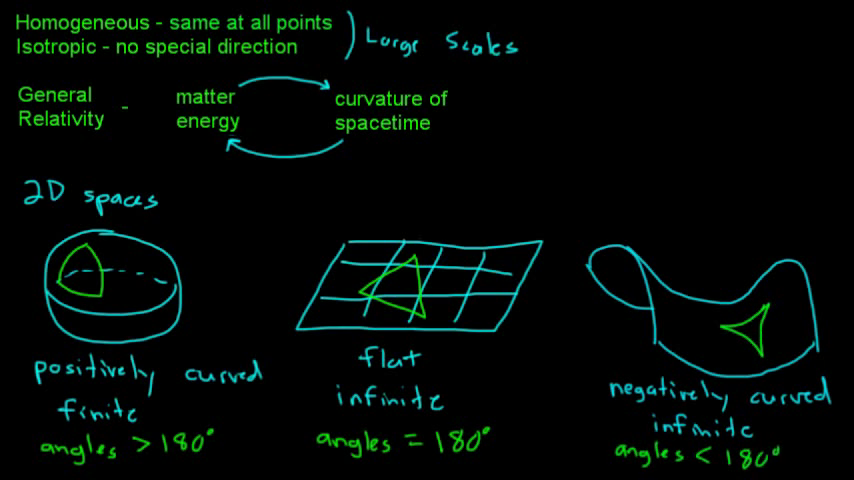 Homogeneous - same at all points
Isotropic - no special direction
Large Scales
General Relativity - matter energy curvature of spacetime
2D spaces
positively curved
finite
angles > 180°
flat
infinite
angles = 180°
negatively curved
infinite
angles < 180°